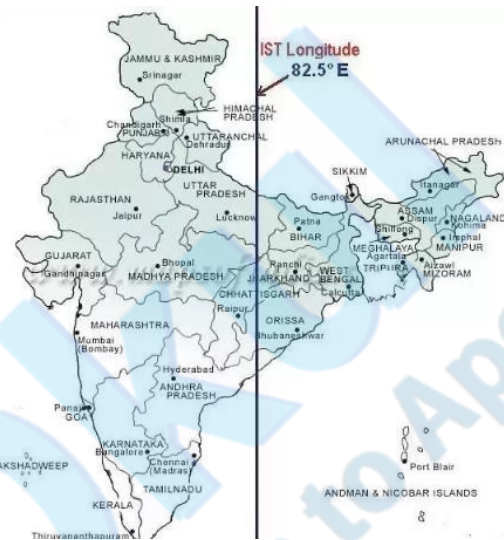 IST Longitude
82.5° E
JAMMU & KASHMIR
Srinagar
HIMACHAL
PRADESH
Shimla
Chandigarh
PUNJAB
UTTARANCHAL
Dehradun
HARYANA
DELHI
ARUNACHAL PRADESH
SIKKIM
Itanagar
Gangtok
RAJASTHAN
Jaipur
UTTAR
PRADESH
Lucknow
ASSAM
Dispur
NAGALAND
Kohima
Patna
BIHAR
Shillong
MEGHALAYA
Imphal
MANIPUR
GUJARAT
Gandhinagar
Bhopal
MADHYA PRADESH
Ranchi
JHARKHAND
WEST
BENGAL
Calcutta
Agartala
TRIPURA
Aizawl
MIZORAM
CHHATTISGARH
Raipur
MAHARASHTRA
Mumbai
(Bombay)
ORISSA
Bhubaneshwar
Hyderabad
ANDHRA
PRADESH
Panaji
GOA
KARNATAKA
Bangalore
Chennai
(Madras)
AKSHADWEEP
TAMILNADU
KERALA
Thiruvananthapuram
Port Blair
ANDMAN & NICOBAR ISLANDS
to Ap